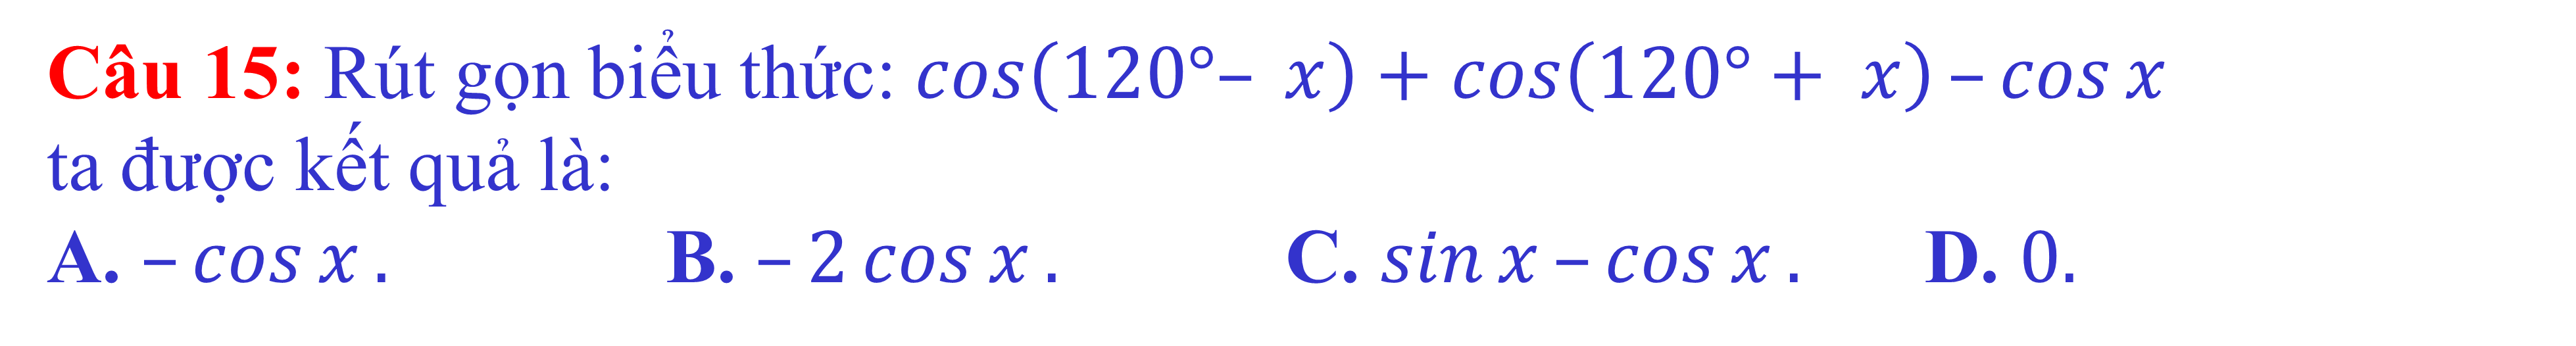 Câu 15: Rút gọn biểu thức: cos(120°– x) + cos(120° + x) – cos x
ta được kết quả là:
A. – cos x . B. – 2 cos x . C. sin x – cos x . D. 0.